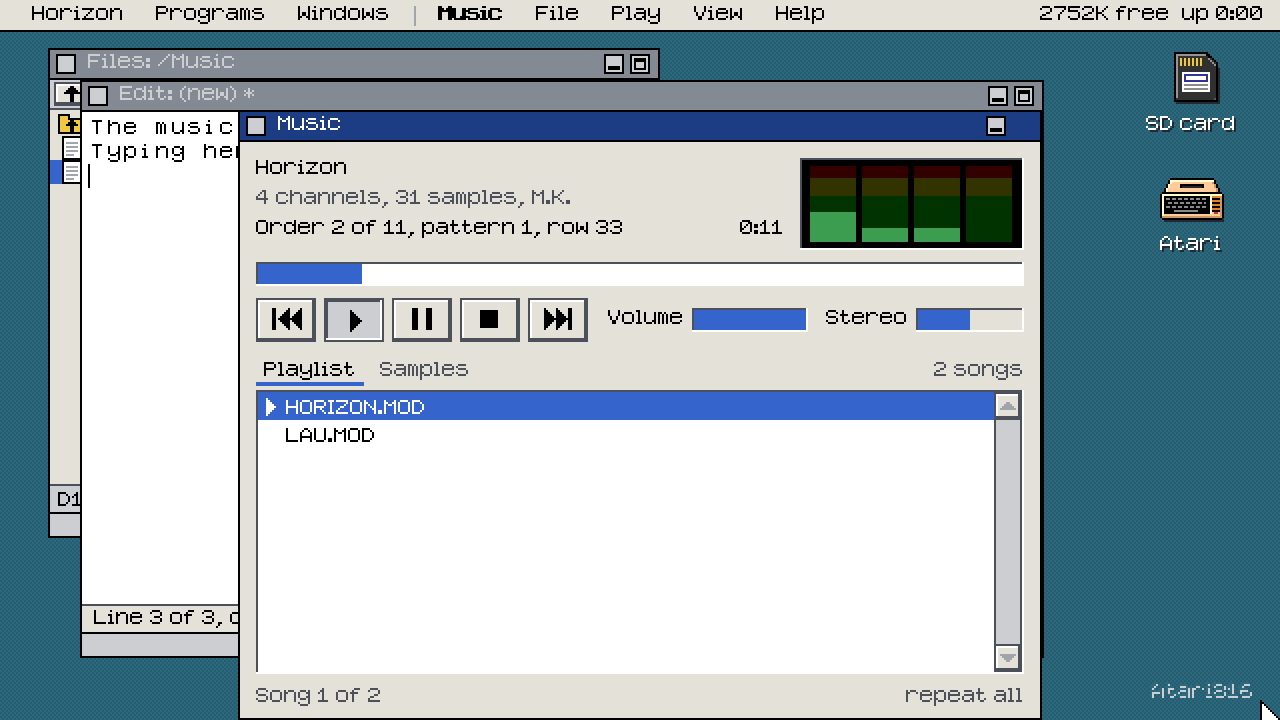 Horizon Programs Windows | Music File Play View Help 2752K free up 0:00
Files: /Music
Edit: (new) *
Music
The music
Typing her
Horizon
4 channels, 31 samples, M.K.
Order 2 of 11, pattern 1, row 33 0:11
Volume Stereo
Playlist Samples 2 songs
HORIZON.MOD
LAU.MOD
D1
Line 3 of 3, c
Song 1 of 2 repeat all
SD card
Atari
Atari816